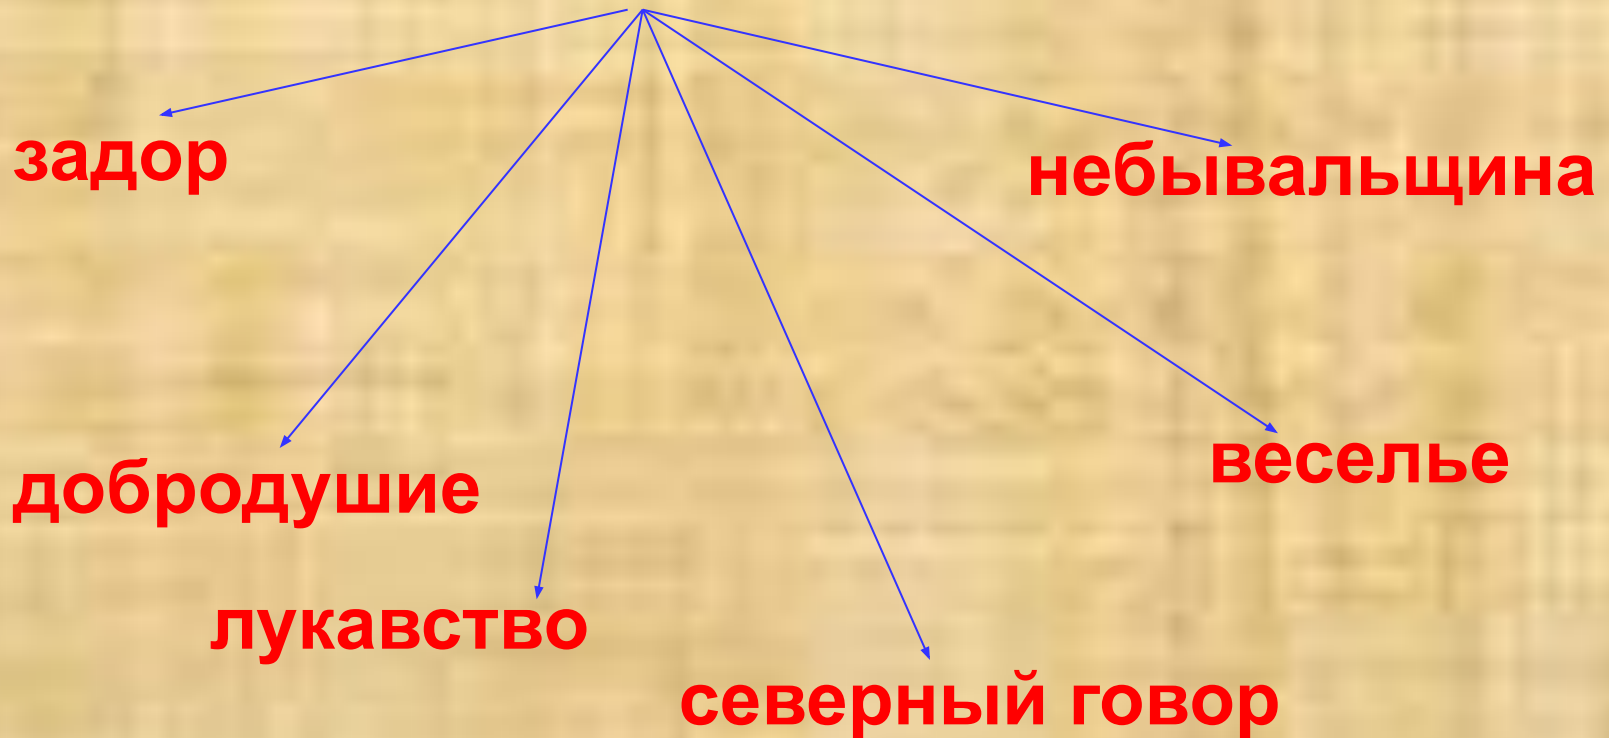 задор
небывальщина
добродушие
веселье
лукавство
северный говор